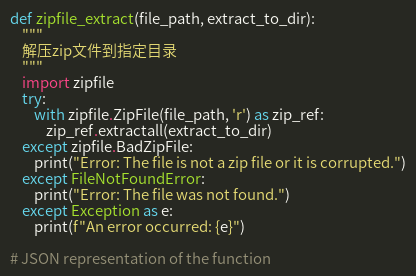 def zipfile_extract(file_path, extract_to_dir):
"""
解压zip文件到指定目录
"""
import zipfile
try:
with zipfile.ZipFile(file_path, 'r') as zip_ref:
zip_ref.extractall(extract_to_dir)
except zipfile.BadZipFile:
print("Error: The file is not a zip file or it is corrupted.")
except FileNotFoundError:
print("Error: The file was not found.")
except Exception as e:
print(f"An error occurred: {e}")
# JSON representation of the function